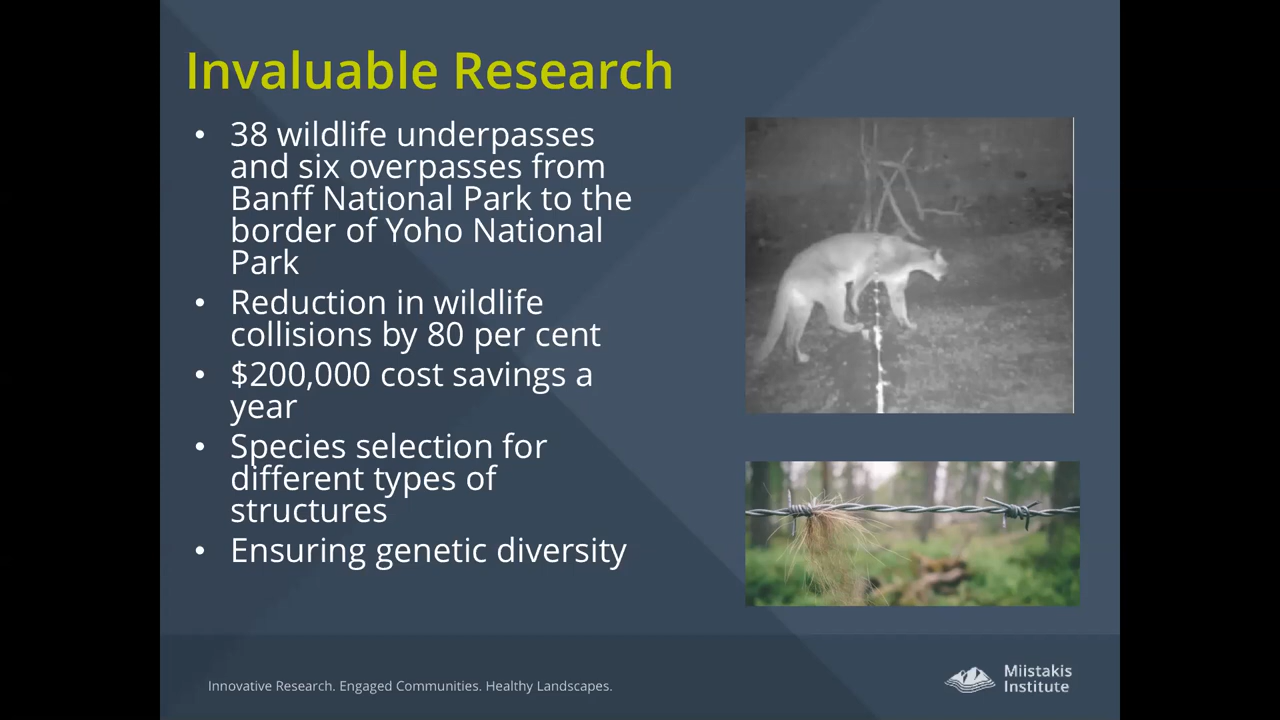 Invaluable Research
• 38 wildlife underpasses
and six overpasses from
Banff National Park to the
border of Yoho National
Park
• Reduction in wildlife
collisions by 80 per cent
• $200,000 cost savings a
year
• Species selection for
different types of
structures
• Ensuring genetic diversity
Innovative Research. Engaged Communities. Healthy Landscapes.
Miistakis
Institute